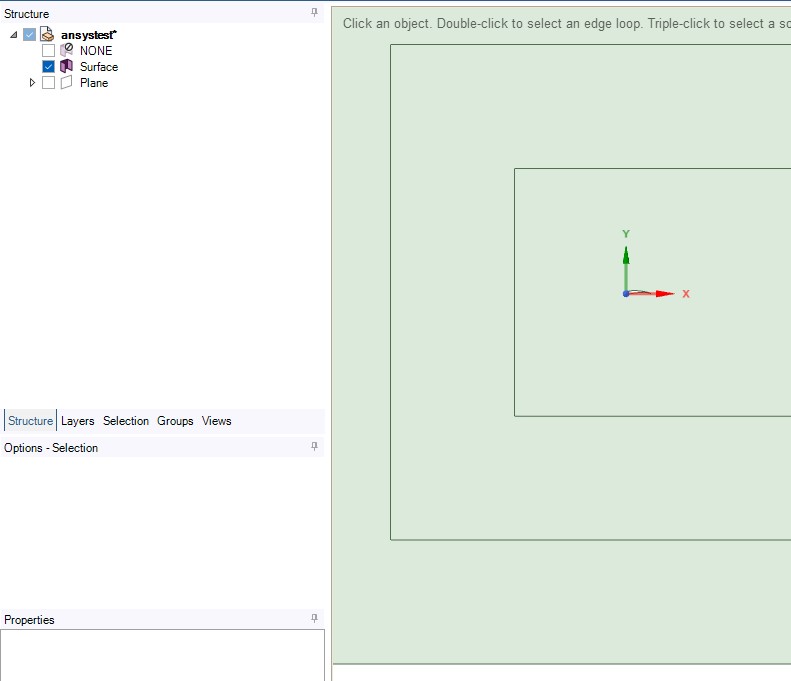 Structure
ansystest*
NONE
Surface
Plane
Structure Layers Selection Groups Views
Options - Selection
Properties
Click an object. Double-click to select an edge loop. Triple-click to select a so
Y
X